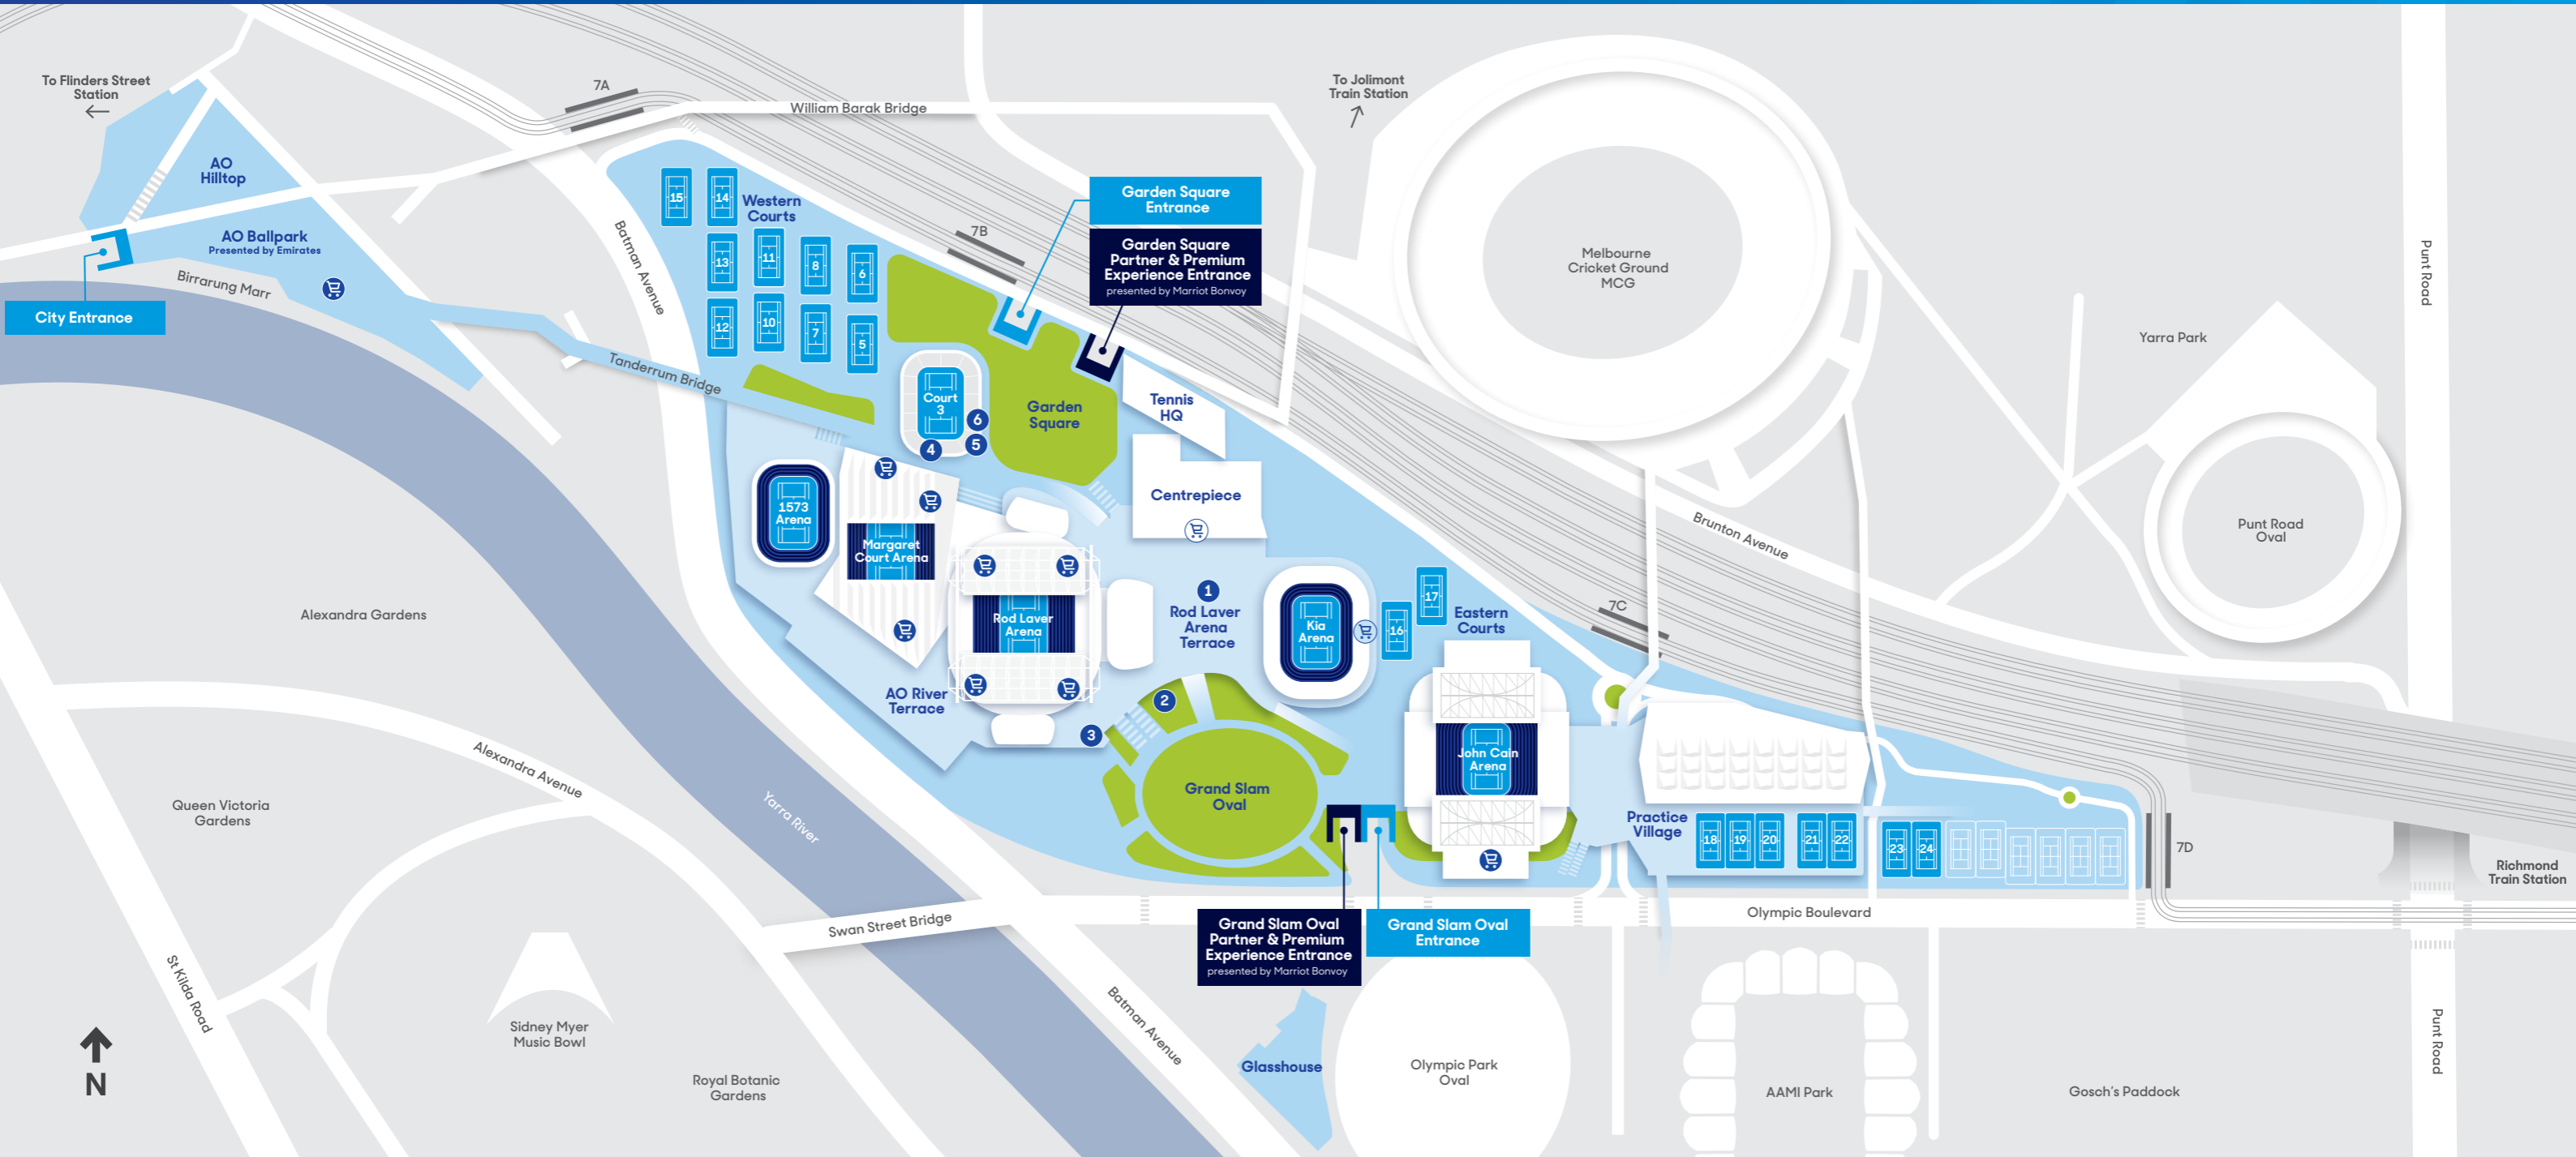 To Flinders Street
Station
7A
William Barak Bridge
To Jolimont
Train Station
AO
Hilltop
AO Ballpark
Presented by Emirates
Birrarung Marr
City Entrance
Batman Avenue
Tanderrum Bridge
15
14
Western
Courts
13
11
8
6
12
10
7
5
7B
Garden Square
Entrance
Garden Square
Partner & Premium
Experience Entrance
presented by Marriot Bonvoy
Melbourne
Cricket Ground
MCG
Punt Road
Yarra Park
Punt Road
Oval
Court
3
6
5
4
Garden
Square
Tennis
HQ
Centrepiece
1573
Arena
Margaret
Court Arena
Rod Laver
Arena
1
Rod Laver
Arena
Terrace
Kia
Arena
16
17
Eastern
Courts
7C
Brunton Avenue
AO River
Terrace
2
3
Grand Slam
Oval
John Cain
Arena
Practice
Village
18
19
20
21
22
23
24
7D
Richmond
Train Station
Alexandra Gardens
Alexandra Avenue
Queen Victoria
Gardens
Yarra River
Swan Street Bridge
Olympic Boulevard
Grand Slam Oval
Partner & Premium
Experience Entrance
presented by Marriot Bonvoy
Grand Slam Oval
Entrance
St Kilda Road
Sidney Myer
Music Bowl
Royal Botanic
Gardens
Batman Avenue
Glasshouse
Olympic Park
Oval
AAMI Park
Gosch's Paddock
Punt Road
N